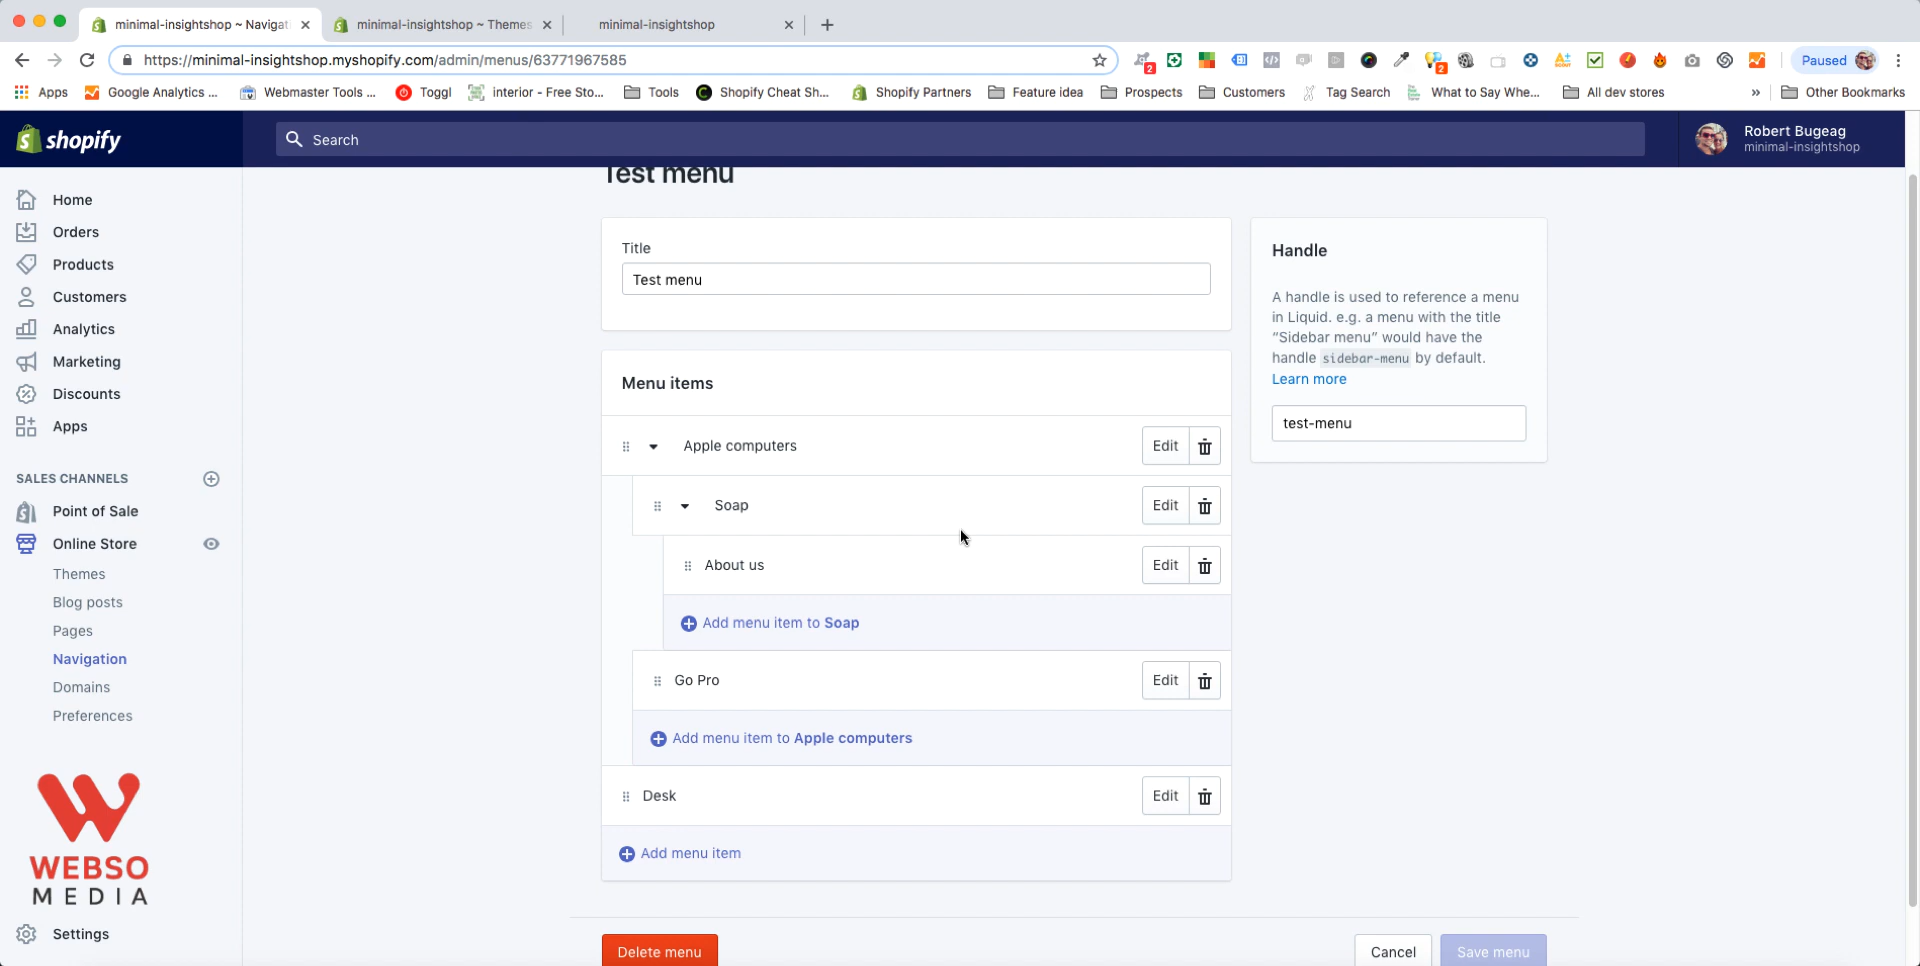 minimal-insightshop ~ Navigati
minimal-insightshop ~ Themes
minimal-insightshop
https://minimal-insightshop.myshopify.com/admin/menus/63771967585
2
2
Paused
Apps
Google Analytics ...
Webmaster Tools ...
Toggl
interior - Free Sto...
Tools
Shopify Cheat Sh...
Shopify Partners
Feature idea
Prospects
Customers
Tag Search
What to Say Whe...
All dev stores
»
Other Bookmarks
shopify
Search
Robert Bugeag
minimal-insightshop
Home
Orders
Products
Customers
Analytics
Marketing
Discounts
Apps
SALES CHANNELS
Point of Sale
Online Store
Themes
Blog posts
Pages
Navigation
Domains
Preferences
WEBSO
MEDIA
Settings
Test menu
Title
Test menu
Menu items
Apple computers
Edit
Soap
Edit
About us
Edit
Add menu item to Soap
Go Pro
Edit
Add menu item to Apple computers
Desk
Edit
Add menu item
Handle
A handle is used to reference a menu
in Liquid. e.g. a menu with the title
“Sidebar menu” would have the
handle sidebar-menu by default.
Learn more
test-menu
Delete menu
Cancel
Save menu